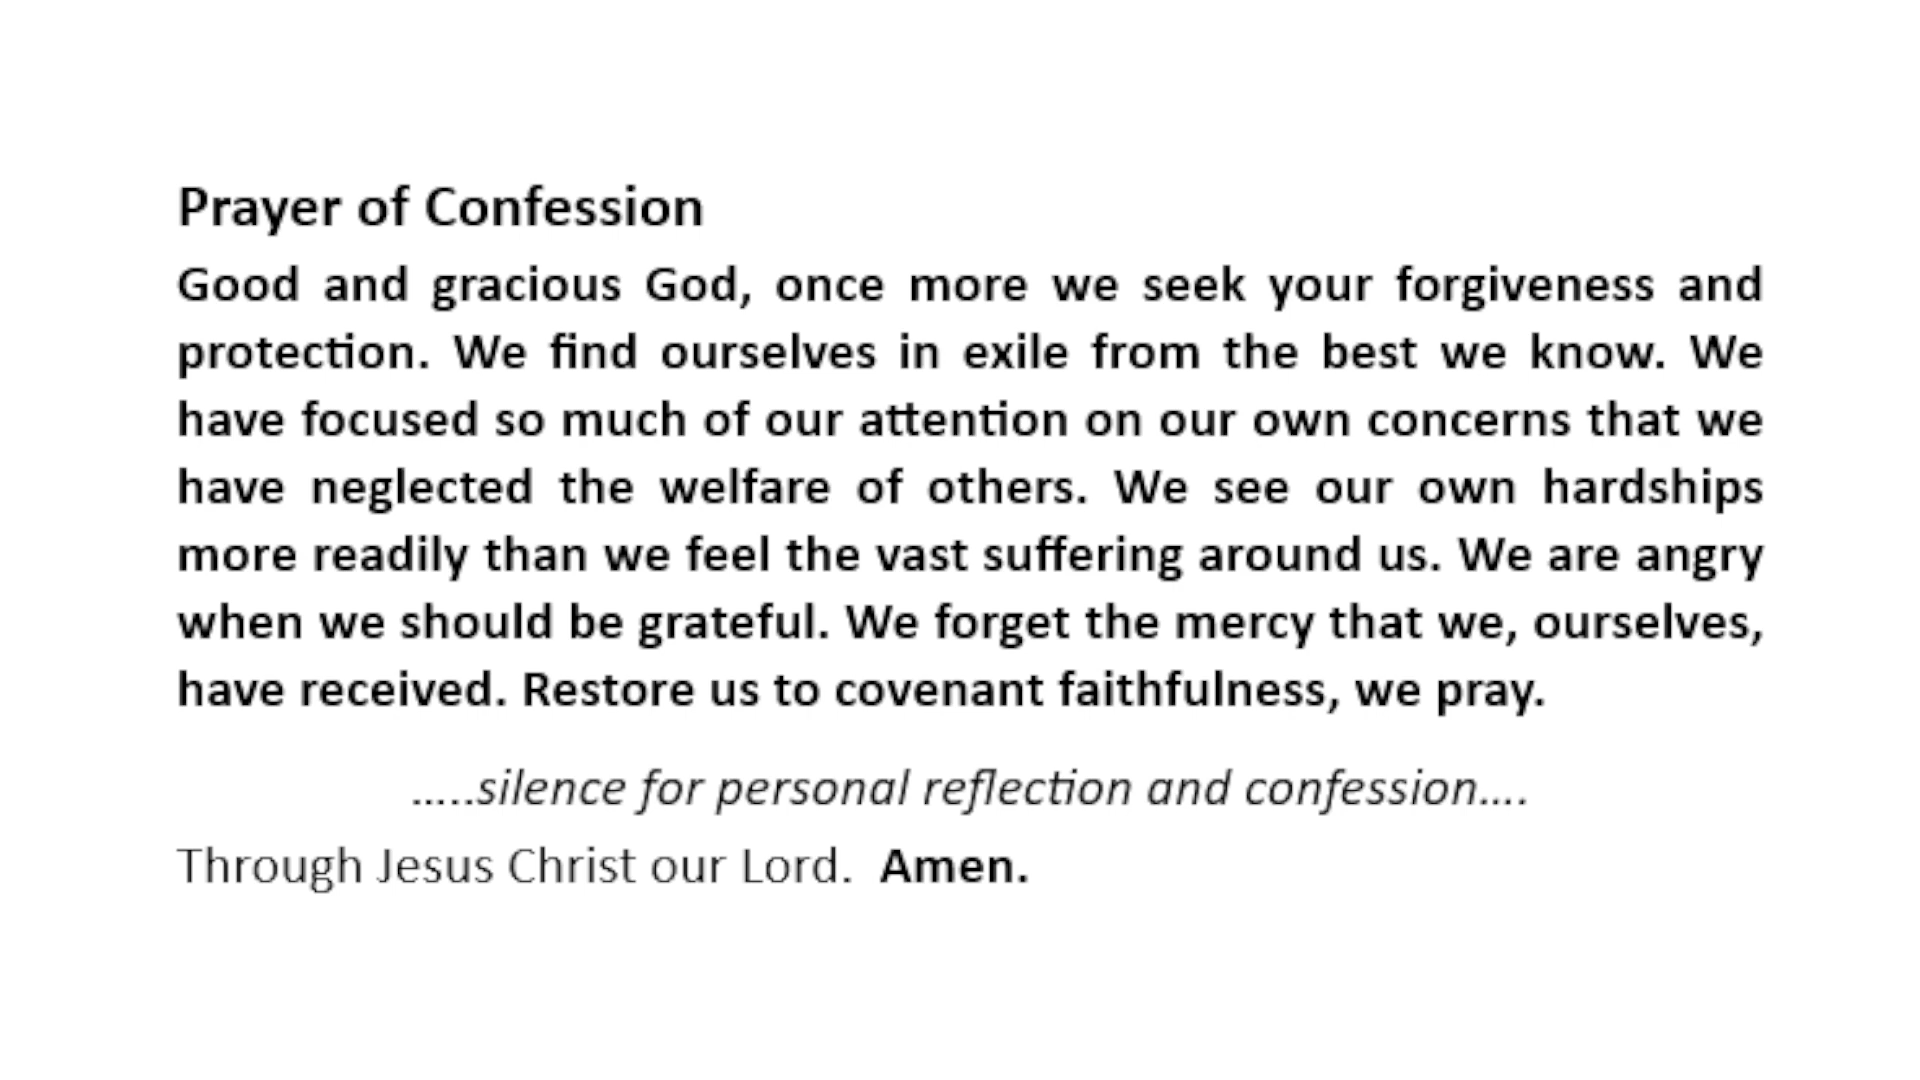 Prayer of Confession
Good and gracious God, once more we seek your forgiveness and
protection. We find ourselves in exile from the best we know. We
have focused so much of our attention on our own concerns that we
have neglected the welfare of others. We see our own hardships
more readily than we feel the vast suffering around us. We are angry
when we should be grateful. We forget the mercy that we, ourselves,
have received. Restore us to covenant faithfulness, we pray.
.....silence for personal reflection and confession....
Through Jesus Christ our Lord.  Amen.